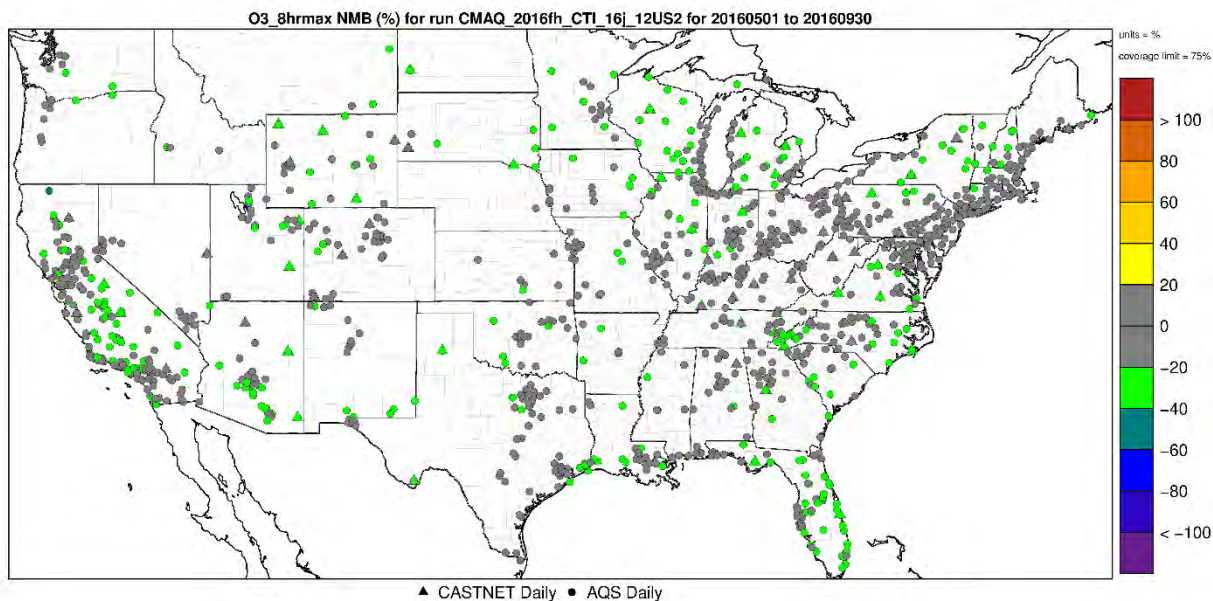 O3_8hrmax NMB (%) for run CMAQ_2016fh_CTI_16j_12US2 for 20160501 to 20160930
units = %
coverage limit = 75%
> 100
80
60
40
20
0
−20
−40
−60
−80
< −100
▲ CASTNET Daily ● AQS Daily